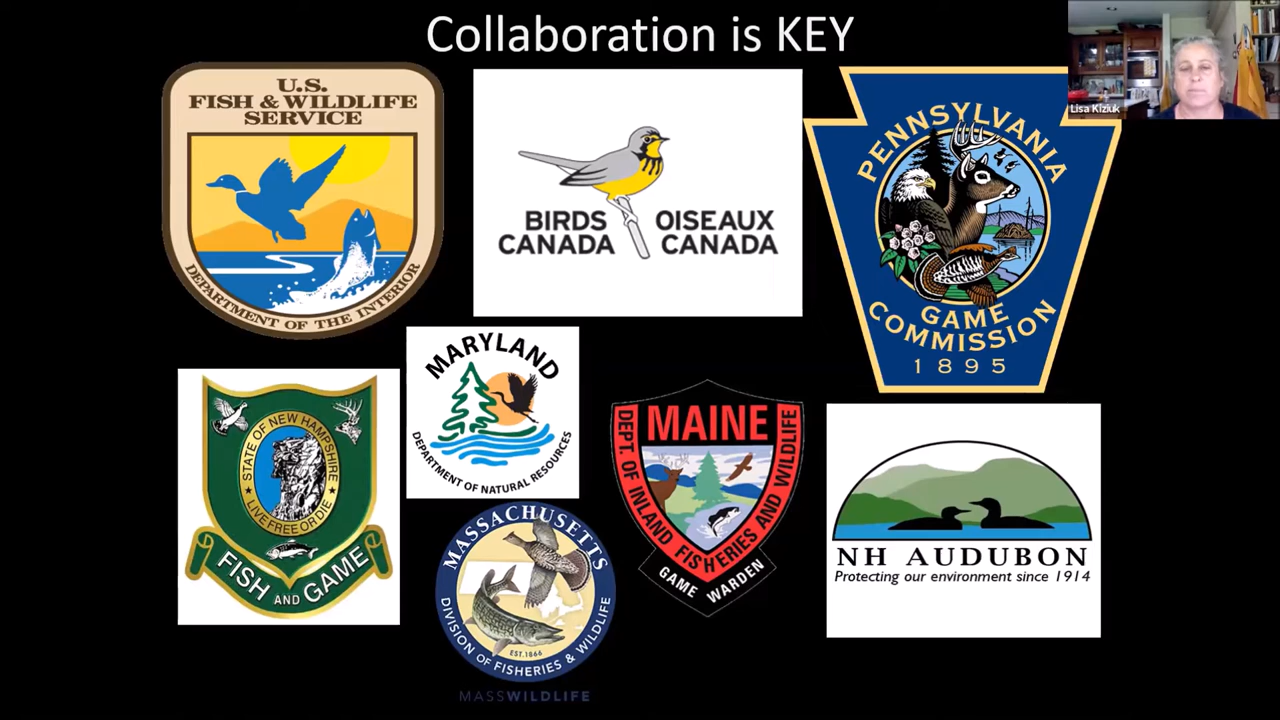 Collaboration is KEY
Lisa Kiziuk
U.S.
FISH & WILDLIFE
SERVICE
DEPARTMENT OF THE INTERIOR
BIRDS
CANADA
OISEAUX
CANADA
PENNSYLVANIA
GAME
COMMISSION
1895
STATE OF NEW HAMPSHIRE
LIVE FREE OR DIE
FISH AND GAME
MARYLAND
DEPARTMENT OF NATURAL RESOURCES
MASSACHUSETTS
DIVISION OF FISHERIES & WILDLIFE
EST.1866
MASSWILDLIFE
MAINE
DEPT. OF INLAND FISHERIES AND WILDLIFE
GAME WARDEN
NH AUDUBON
Protecting our environment since 1914